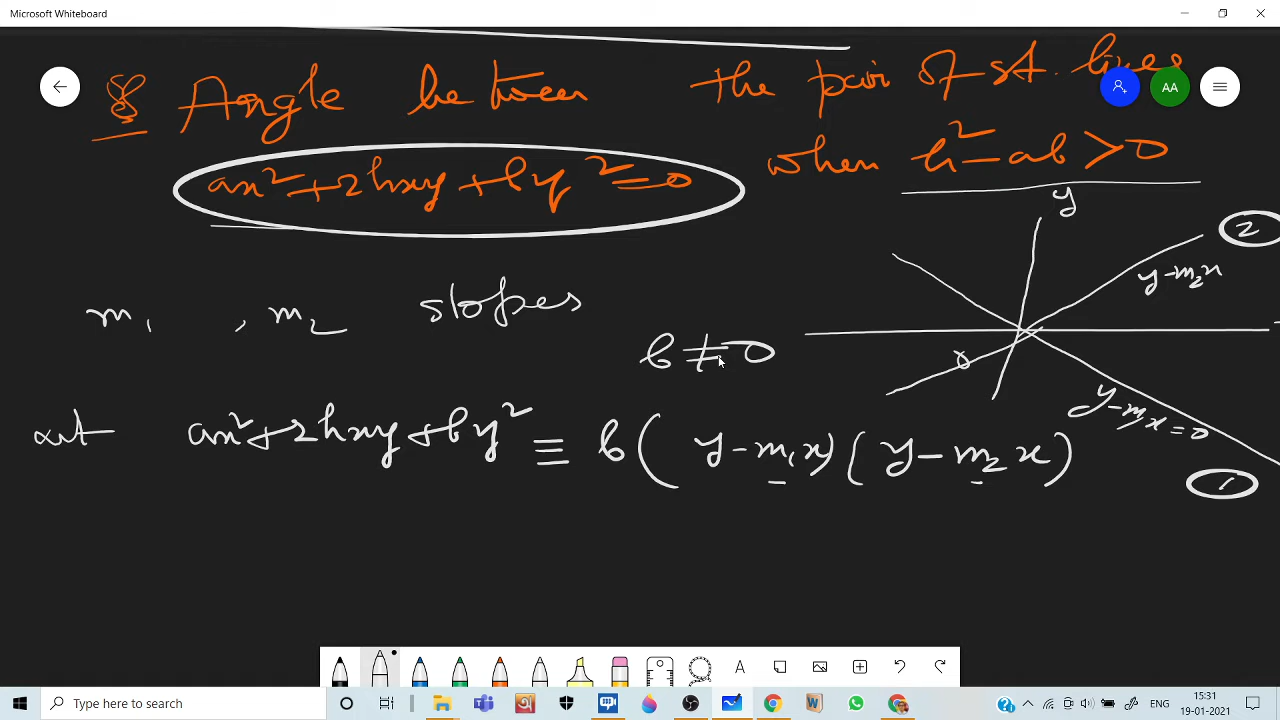 Microsoft Whiteboard
§ Angle between the pair of st. lines
AA
ax²+2hxy+by²=0 when h²-ab>0
y
2
y-m₂x
m₁ , m₂ slopes
b≠0
0
y-m₁x=0
Let ax²+2hxy+by² ≡ b(y-m₁x)(y-m₂x)
1
A
Type here to search
ENG
15:31
19-01-2021